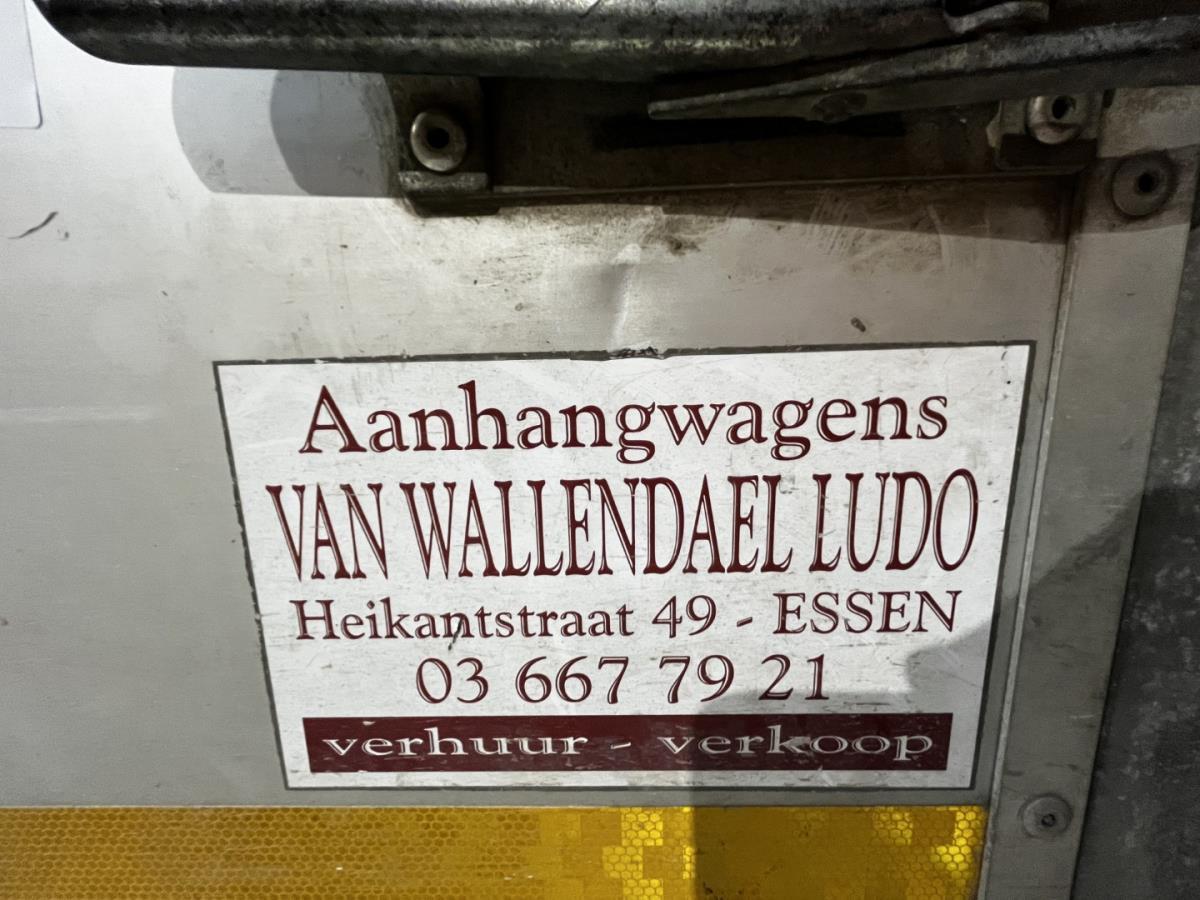 Aanhangwagens
VAN WALLENDAEL LUDO
Heikantstraat 49 - ESSEN
03 667 79 21
verhuur - verkoop